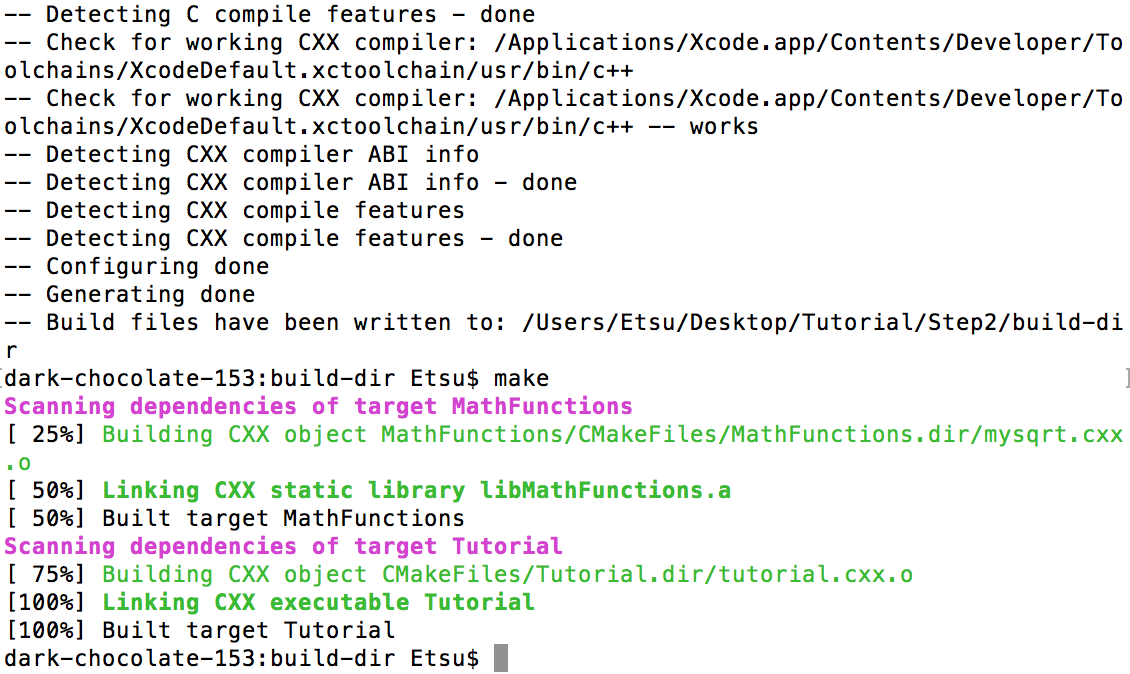 -- Detecting C compile features - done
-- Check for working CXX compiler: /Applications/Xcode.app/Contents/Developer/To
olchains/XcodeDefault.xctoolchain/usr/bin/c++
-- Check for working CXX compiler: /Applications/Xcode.app/Contents/Developer/To
olchains/XcodeDefault.xctoolchain/usr/bin/c++ -- works
-- Detecting CXX compiler ABI info
-- Detecting CXX compiler ABI info - done
-- Detecting CXX compile features
-- Detecting CXX compile features - done
-- Configuring done
-- Generating done
-- Build files have been written to: /Users/Etsu/Desktop/Tutorial/Step2/build-di
r
[dark-chocolate-153:build-dir Etsu$ make ]
Scanning dependencies of target MathFunctions
[ 25%] Building CXX object MathFunctions/CMakeFiles/MathFunctions.dir/mysqrt.cxx
.o
[ 50%] Linking CXX static library libMathFunctions.a
[ 50%] Built target MathFunctions
Scanning dependencies of target Tutorial
[ 75%] Building CXX object CMakeFiles/Tutorial.dir/tutorial.cxx.o
[100%] Linking CXX executable Tutorial
[100%] Built target Tutorial
dark-chocolate-153:build-dir Etsu$